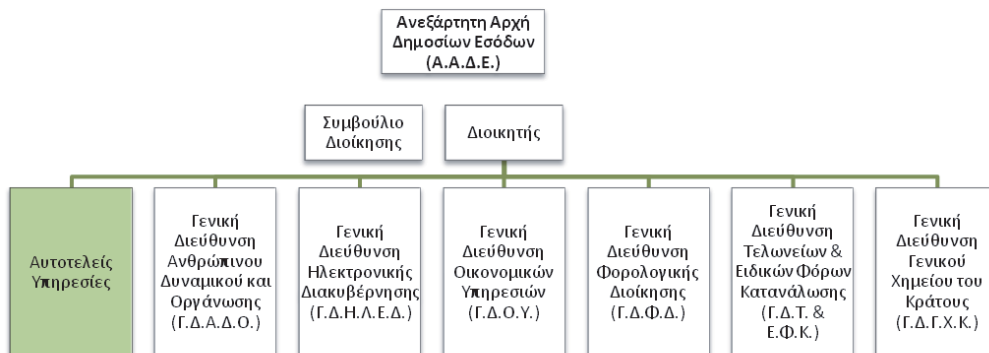 Ανεξάρτητη Αρχή
Δημοσίων Εσόδων
(Α.Α.Δ.Ε.)
Συμβούλιο
Διοίκησης
Διοικητής
Αυτοτελείς
Υπηρεσίες
Γενική
Διεύθυνση
Ανθρώπινου
Δυναμικού και
Οργάνωσης
(Γ.Δ.Α.Δ.Ο.)
Γενική
Διεύθυνση
Ηλεκτρονικής
Διακυβέρνησης
(Γ.Δ.Η.Λ.Ε.Δ.)
Γενική
Διεύθυνση
Οικονομικών
Υπηρεσιών
(Γ.Δ.Ο.Υ.)
Γενική
Διεύθυνση
Φορολογικής
Διοίκησης
(Γ.Δ.Φ.Δ.)
Γενική
Διεύθυνση
Τελωνείων &
Ειδικών Φόρων
Κατανάλωσης
(Γ.Δ.Τ. &
Ε.Φ.Κ.)
Γενική
Διεύθυνση
Γενικού
Χημείου του
Κράτους
(Γ.Δ.Γ.Χ.Κ.)